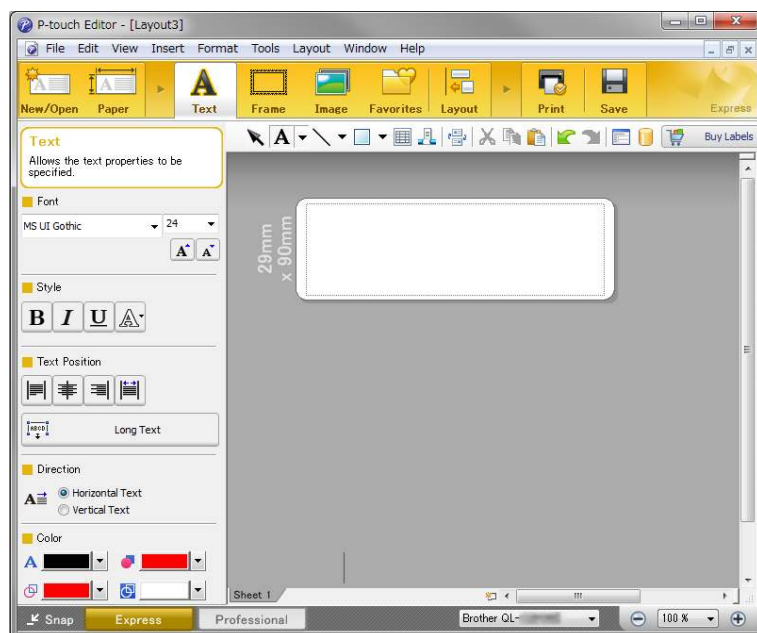 P-touch Editor - [Layout3]
File Edit View Insert Format Tools Layout Window Help
New/Open Paper Text Frame Image Favorites Layout Print Save Express
Text
Allows the text properties to be
specified.
A Buy Labels
Font
MS UI Gothic 24
A A
29mm
x 90mm
Style
B I U A
Text Position
ABCD Long Text
Direction
A Horizontal Text
Vertical Text
Color
A
Sheet 1
Snap Express Professional Brother QL- 100 %